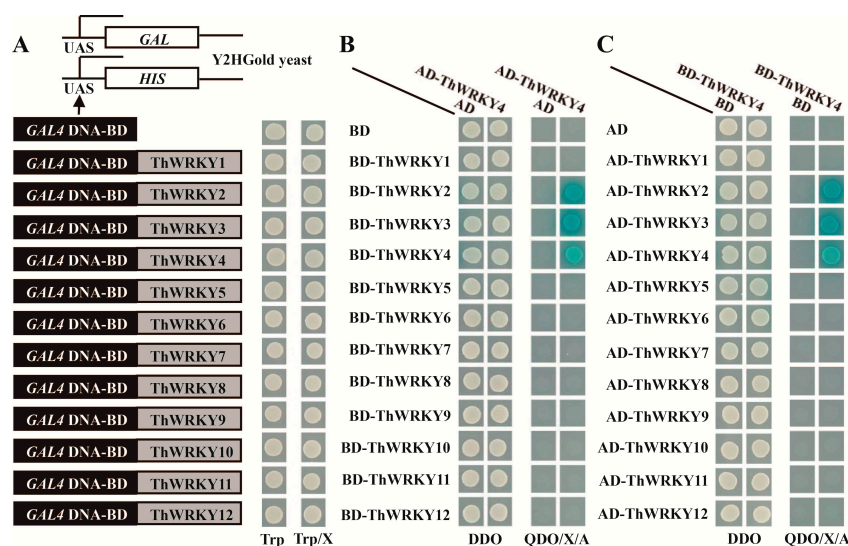 A
UAS
GAL
UAS
HIS
Y2HGold yeast
GAL4 DNA-BD
GAL4 DNA-BD ThWRKY1
GAL4 DNA-BD ThWRKY2
GAL4 DNA-BD ThWRKY3
GAL4 DNA-BD ThWRKY4
GAL4 DNA-BD ThWRKY5
GAL4 DNA-BD ThWRKY6
GAL4 DNA-BD ThWRKY7
GAL4 DNA-BD ThWRKY8
GAL4 DNA-BD ThWRKY9
GAL4 DNA-BD ThWRKY10
GAL4 DNA-BD ThWRKY11
GAL4 DNA-BD ThWRKY12
Trp Trp/X
B
AD-ThWRKY4 AD-ThWRKY4
AD AD
BD
BD-ThWRKY1
BD-ThWRKY2
BD-ThWRKY3
BD-ThWRKY4
BD-ThWRKY5
BD-ThWRKY6
BD-ThWRKY7
BD-ThWRKY8
BD-ThWRKY9
BD-ThWRKY10
BD-ThWRKY11
BD-ThWRKY12
DDO QDO/X/A
C
BD-ThWRKY4 BD-ThWRKY4
BD BD
AD
AD-ThWRKY1
AD-ThWRKY2
AD-ThWRKY3
AD-ThWRKY4
AD-ThWRKY5
AD-ThWRKY6
AD-ThWRKY7
AD-ThWRKY8
AD-ThWRKY9
AD-ThWRKY10
AD-ThWRKY11
AD-ThWRKY12
DDO QDO/X/A